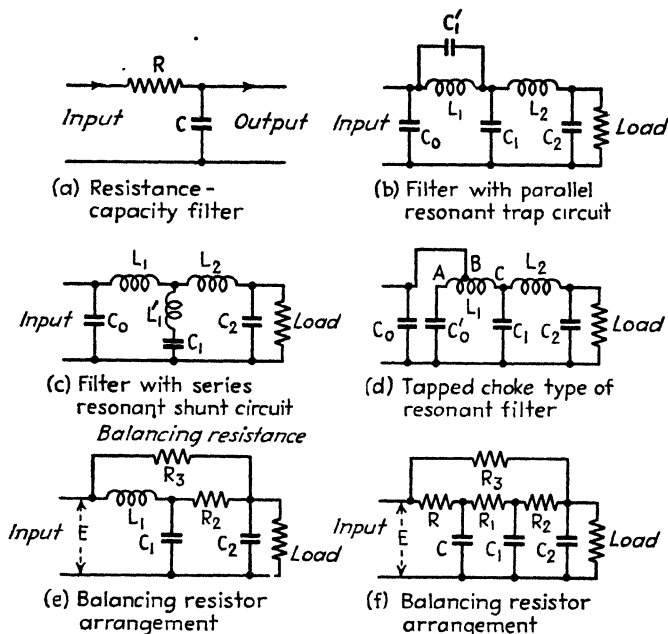 R
Input
C
Output
(a) Resistance-
capacity filter
C₁'
L₁
L₂
Input
C₀
C₁
C₂
Load
(b) Filter with parallel
resonant trap circuit
L₁
L₂
Input
C₀
L₁'
C₁
C₂
Load
(c) Filter with series
resonant shunt circuit
A
B
C
L₂
L₁
C₀
C₀'
C₁
C₂
Load
(d) Tapped choke type of
resonant filter
Balancing resistance
R₃
L₁
R₂
Input
E
C₁
C₂
Load
(e) Balancing resistor
arrangement
R₃
R
R₁
R₂
Input
E
C
C₁
C₂
Load
(f) Balancing resistor
arrangement